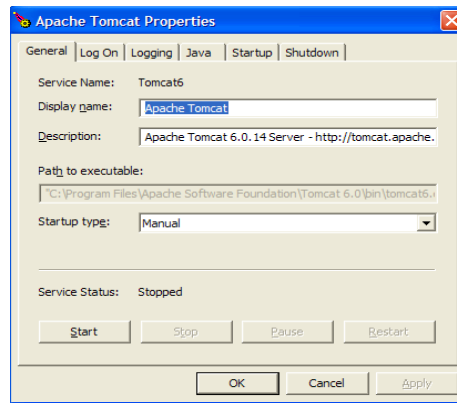 Apache Tomcat Properties
General Log On Logging Java Startup Shutdown
Service Name: Tomcat6
Display name: Apache Tomcat
Description: Apache Tomcat 6.0.14 Server - http://tomcat.apache.
Path to executable:
"C:\Program Files\Apache Software Foundation\Tomcat 6.0\bin\tomcat6.
Startup type: Manual
Service Status: Stopped
Start Stop Pause Restart
OK Cancel Apply